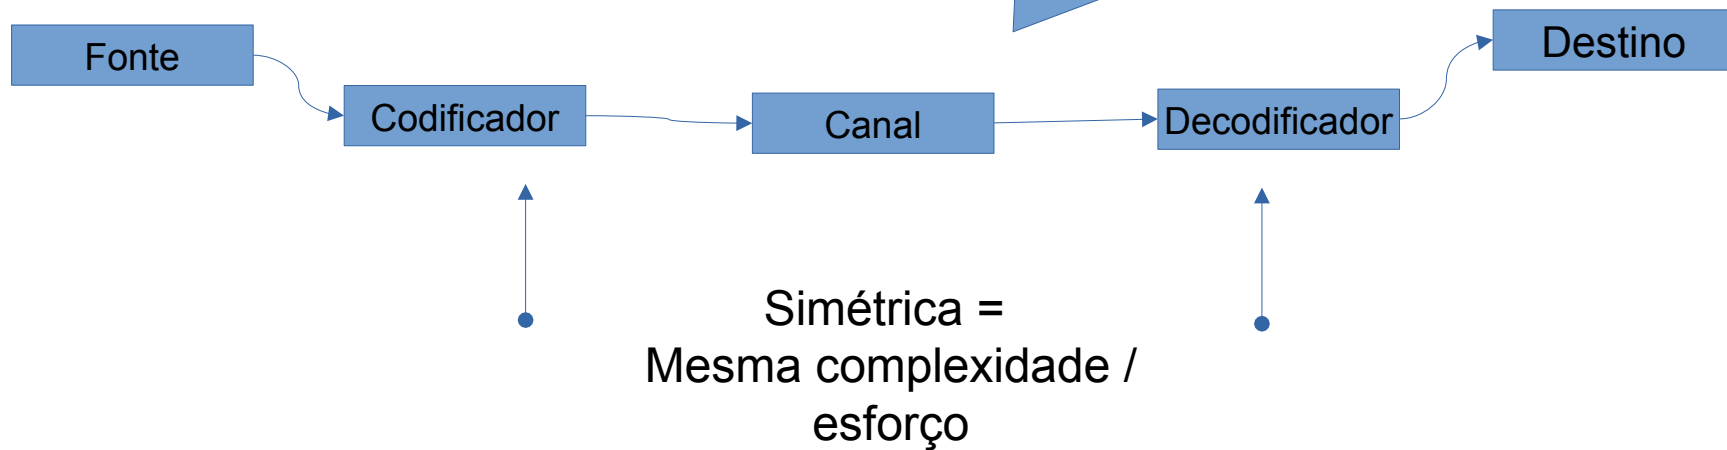 Fonte
Codificador
Canal
Decodificador
Destino
Simétrica =
Mesma complexidade /
esforço